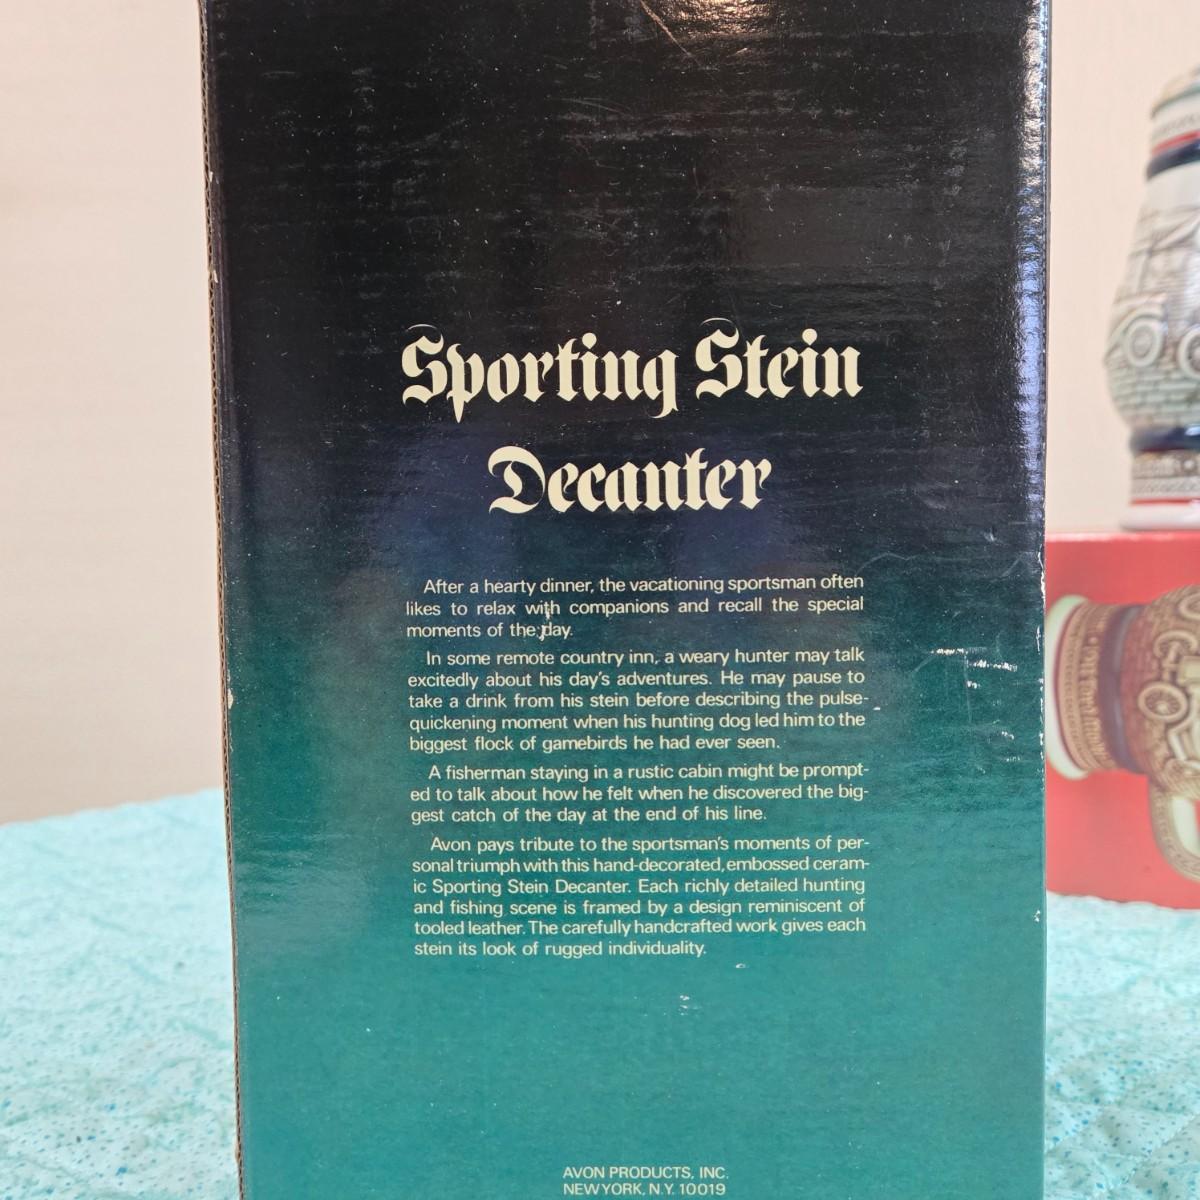 Sporting Stein
Decanter
After a hearty dinner, the vacationing sportsman often
likes to relax with companions and recall the special
moments of the day.
In some remote country inn, a weary hunter may talk
excitedly about his day's adventures. He may pause to
take a drink from his stein before describing the pulse-
quickening moment when his hunting dog led him to the
biggest flock of gamebirds he had ever seen.
A fisherman staying in a rustic cabin might be prompt-
ed to talk about how he felt when he discovered the big-
gest catch of the day at the end of his line.
Avon pays tribute to the sportsman's moments of per-
sonal triumph with this hand-decorated, embossed ceram-
ic Sporting Stein Decanter. Each richly detailed hunting
and fishing scene is framed by a design reminiscent of
tooled leather. The carefully handcrafted work gives each
stein its look of rugged individuality.
AVON PRODUCTS, INC.
NEW YORK, N.Y. 10019